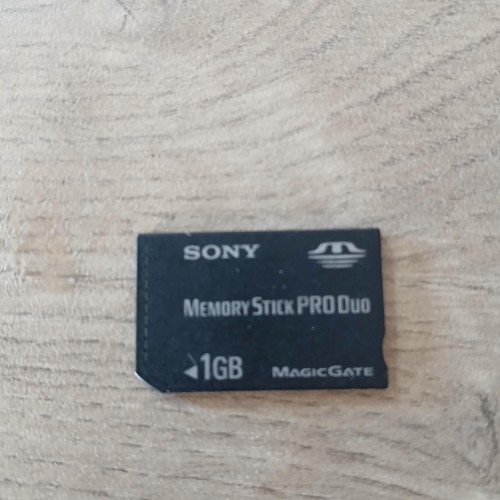 SONY
MEMORY STICK PRO DUO
◄1GB
MAGICGATE